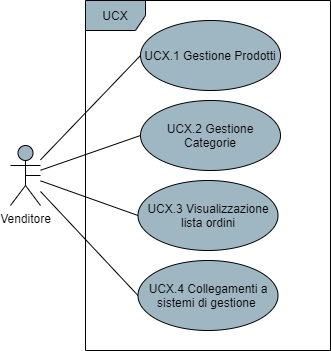 UCX
UCX.1 Gestione Prodotti
UCX.2 Gestione
Categorie
Venditore
UCX.3 Visualizzazione
lista ordini
UCX.4 Collegamenti a
sistemi di gestione